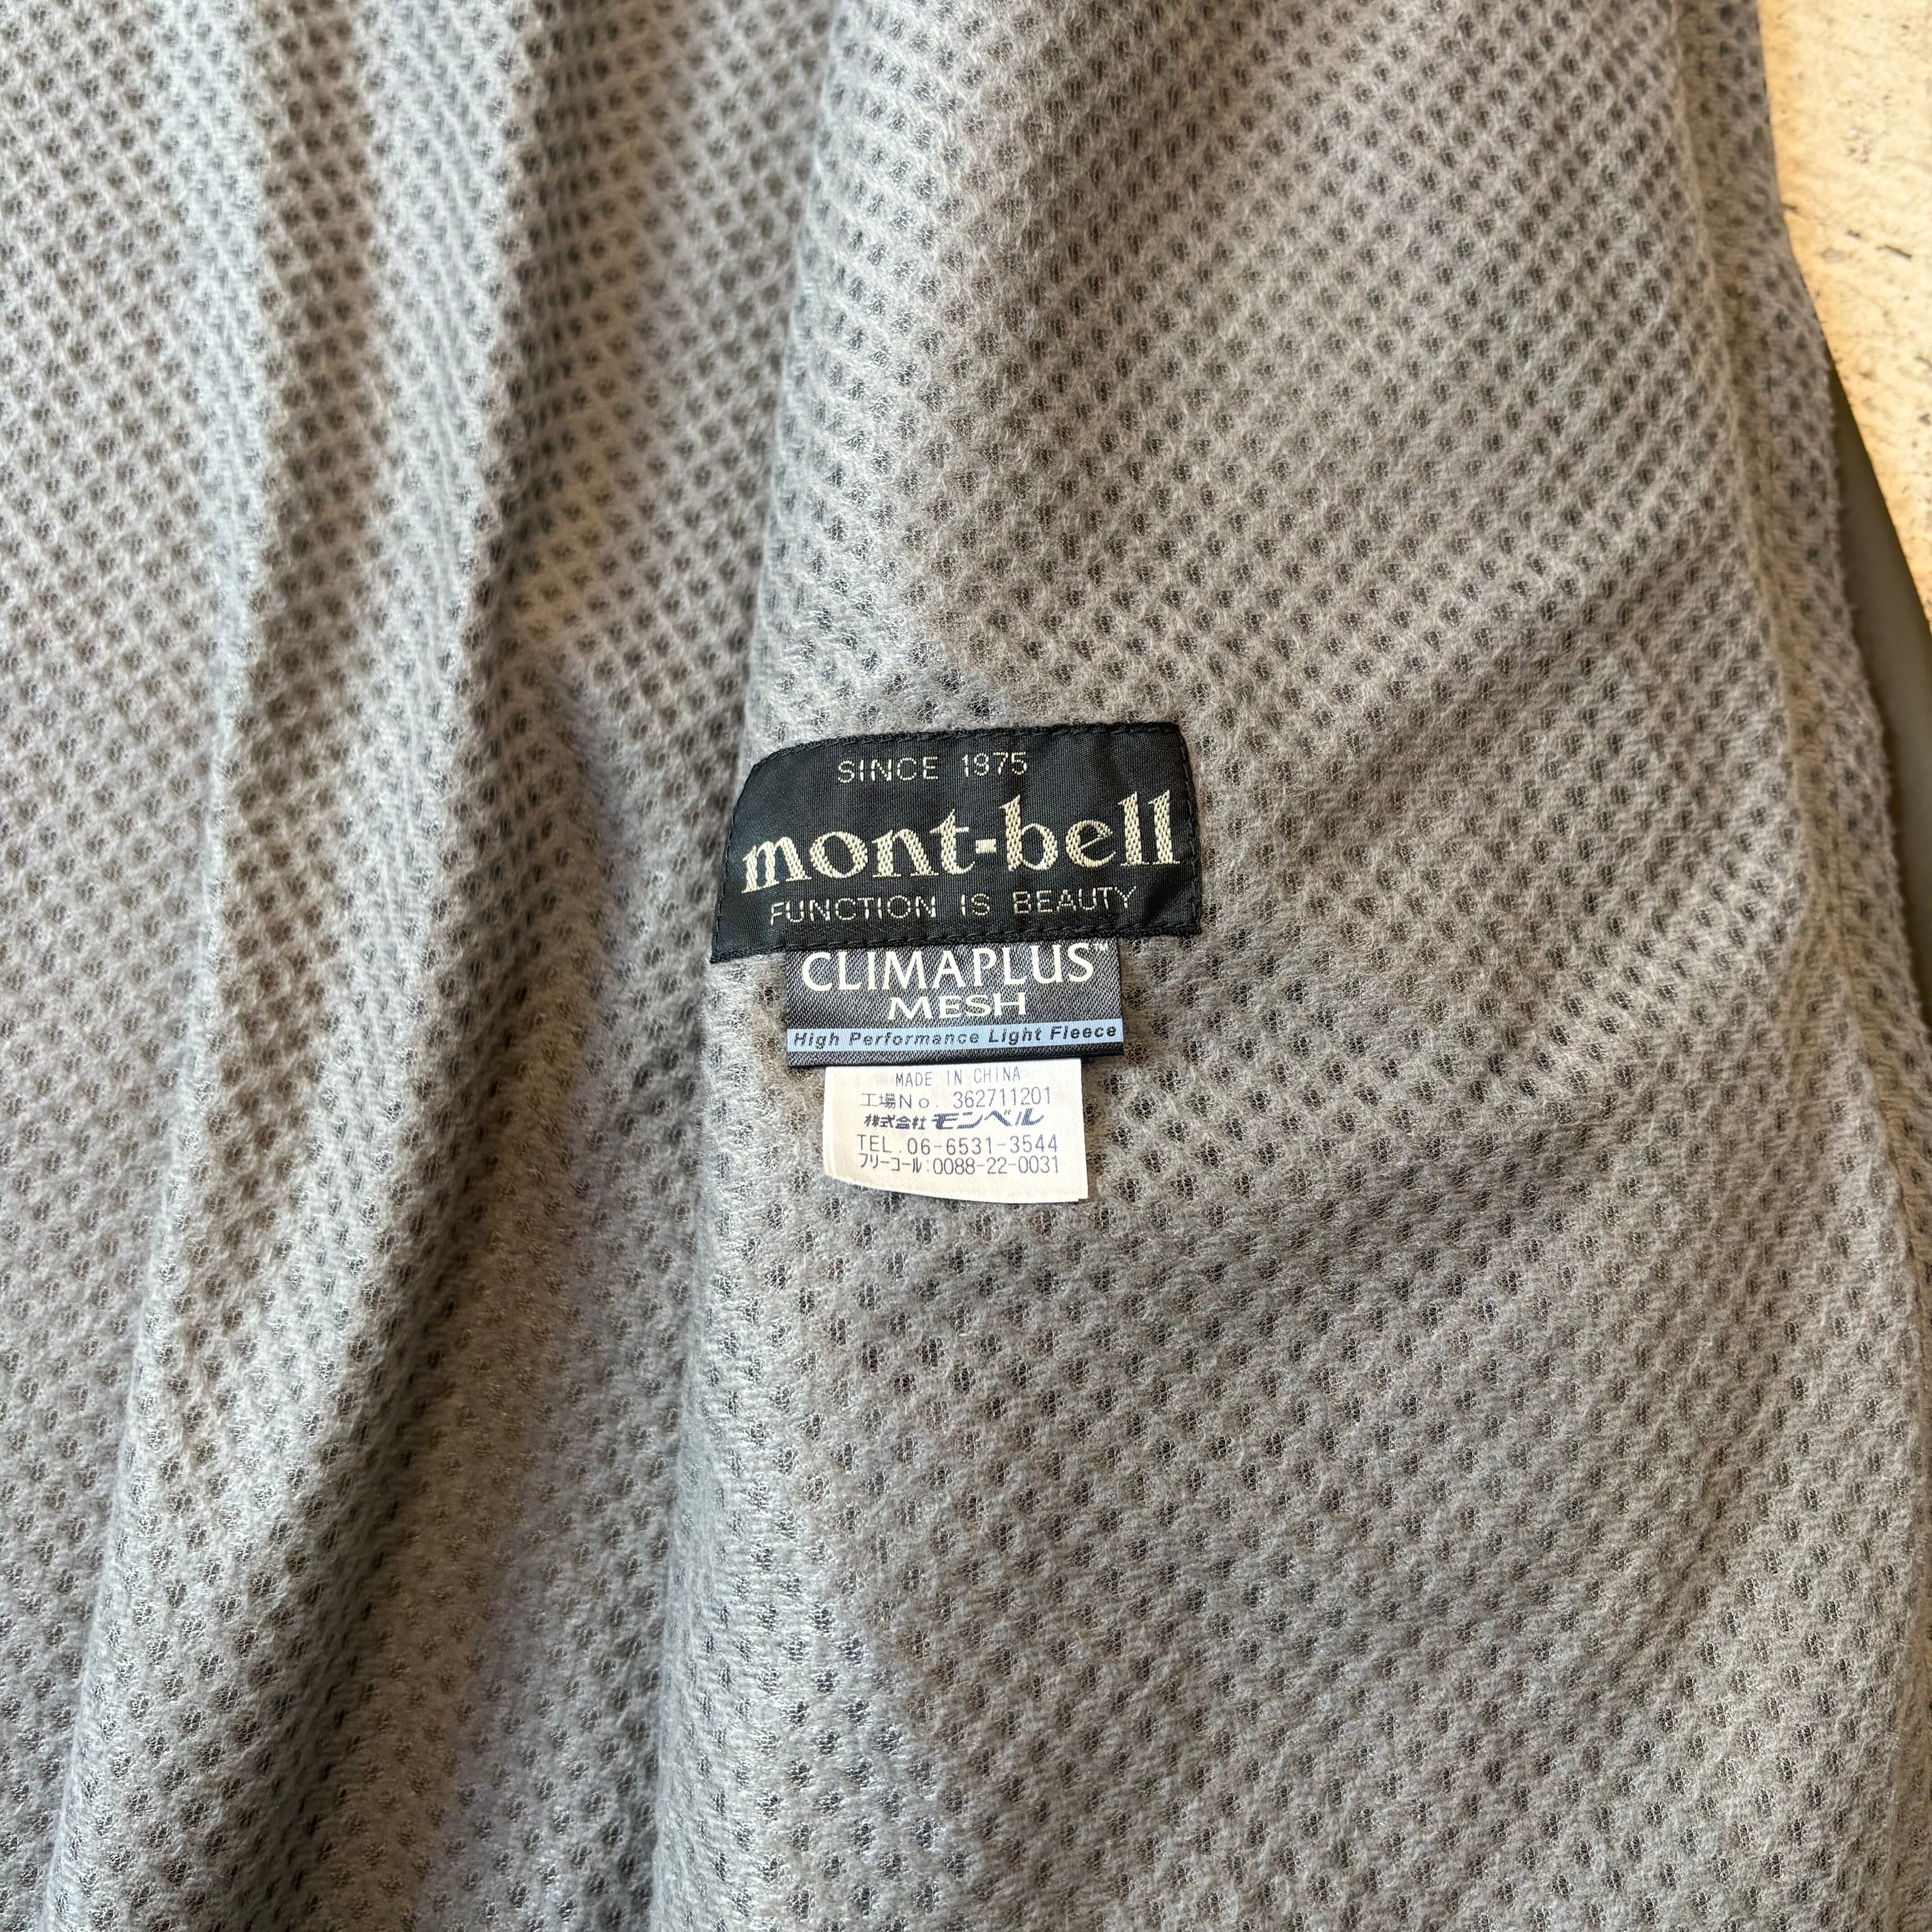 SINCE 1975
mont-bell
FUNCTION IS BEAUTY
CLIMAPLUS™
MESH
High Performance Light Fleece
MADE IN CHINA
工場No. 362711201
株式会社 モンベル
TEL.06-6531-3544
フリーコール:0088-22-0031